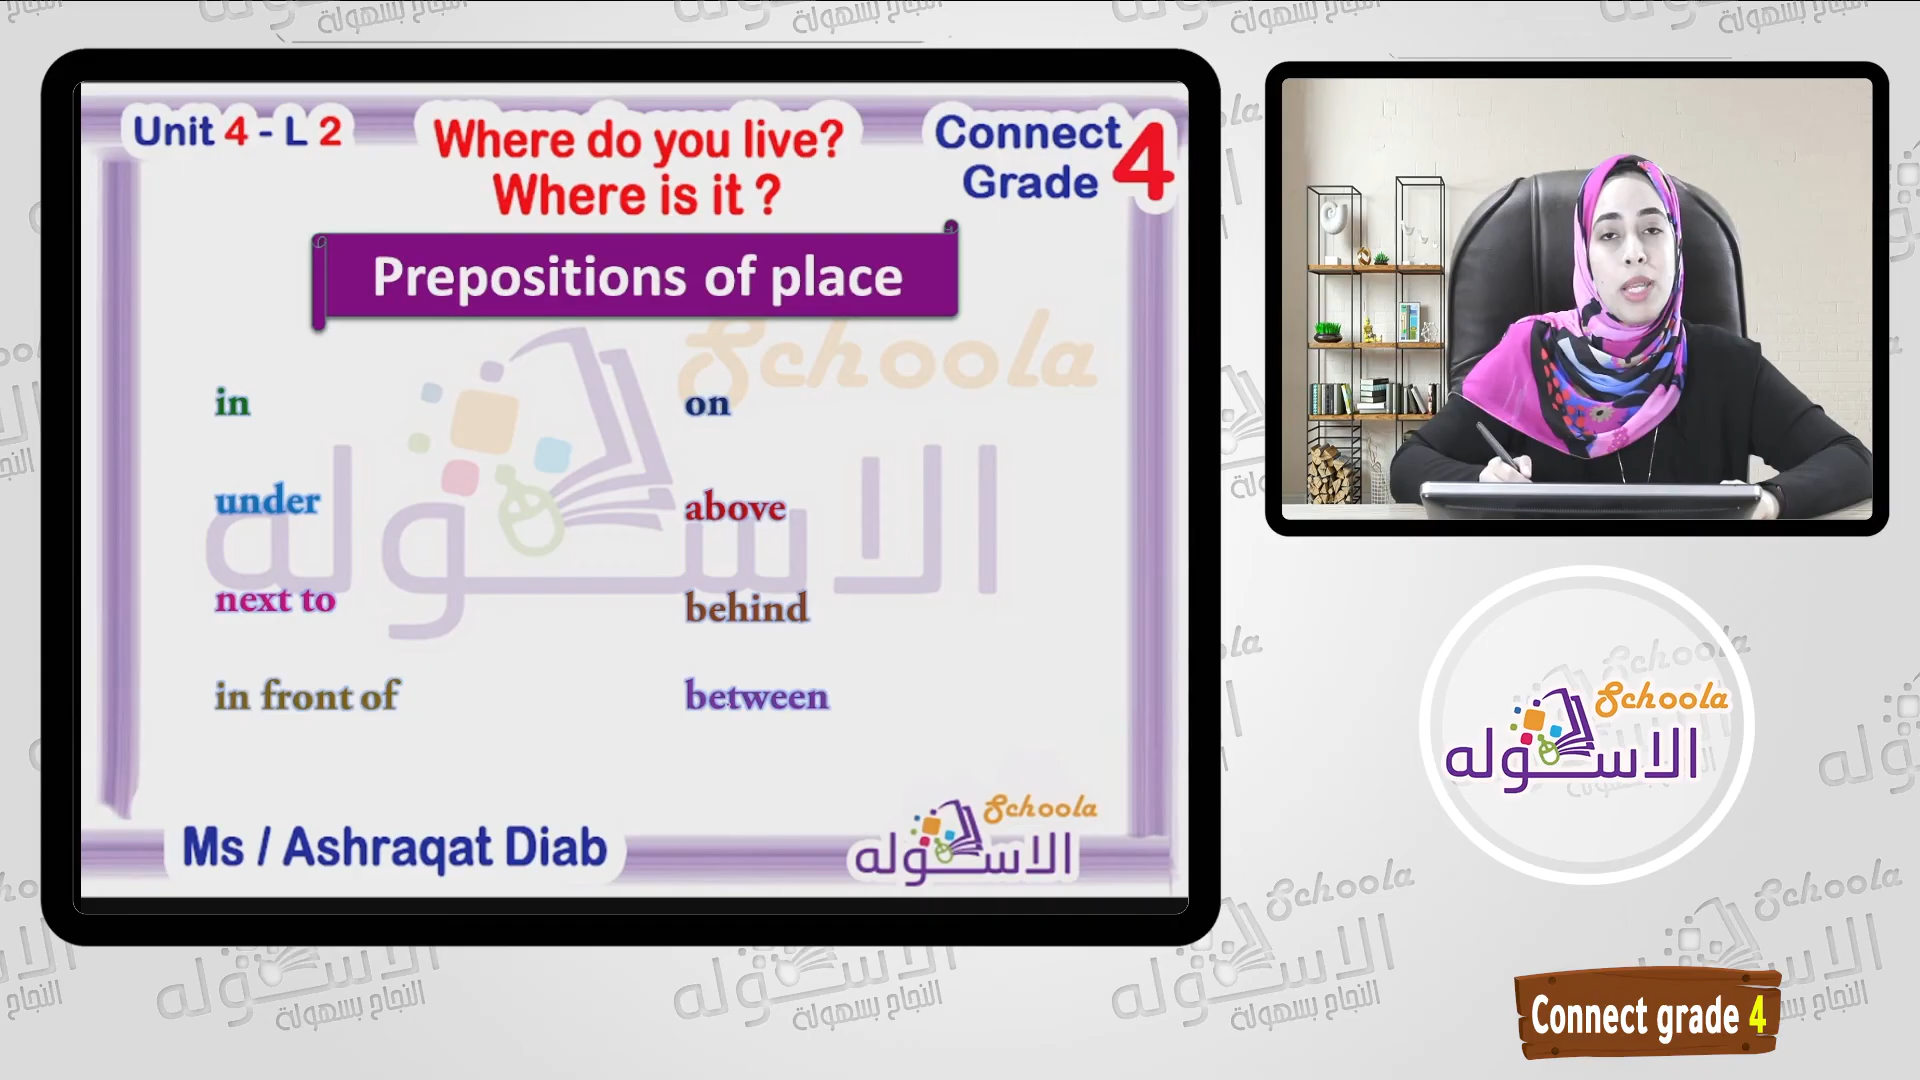 Unit 4 - L 2
Where do you live?
Where is it ?
Connect
Grade 4
Prepositions of place
in
on
under
above
next to
behind
in front of
between
Ms / Ashraqat Diab
Schoola
الاسكوله
Schoola
الاسكوله
Schoola
الاسكوله
النجاح بسهولة
Connect grade 4